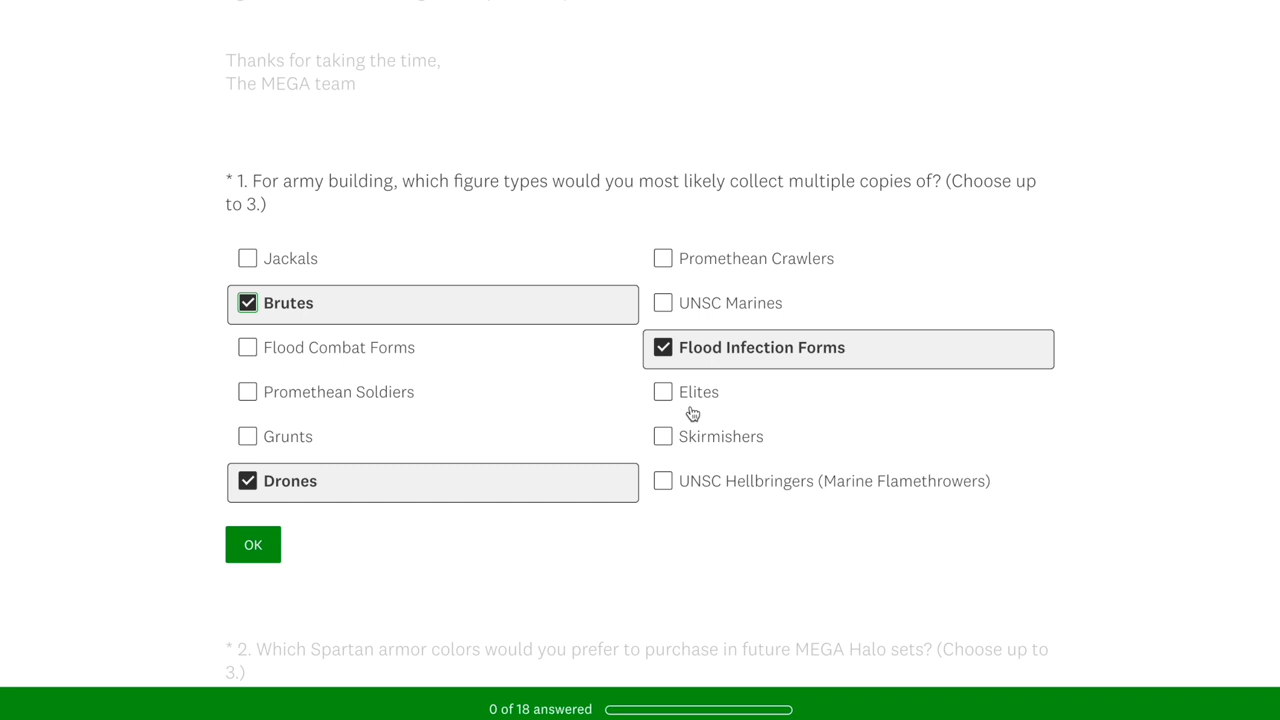 Thanks for taking the time,
The MEGA team
* 1. For army building, which figure types would you most likely collect multiple copies of? (Choose up
to 3.)
Jackals
Promethean Crawlers
Brutes
UNSC Marines
Flood Combat Forms
Flood Infection Forms
Promethean Soldiers
Elites
Grunts
Skirmishers
Drones
UNSC Hellbringers (Marine Flamethrowers)
OK
* 2. Which Spartan armor colors would you prefer to purchase in future MEGA Halo sets? (Choose up to
3.)
0 of 18 answered